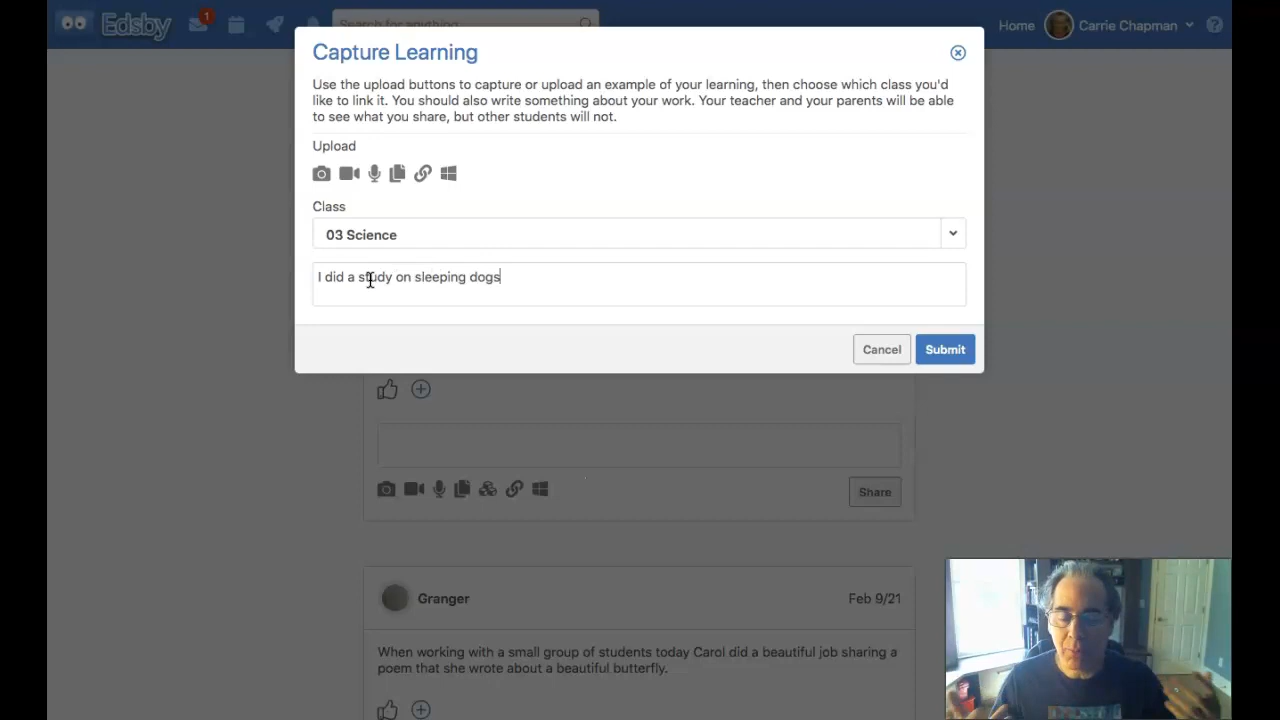 Edsby
1
Search for anything
Home
Carrie Chapman
Capture Learning
Use the upload buttons to capture or upload an example of your learning, then choose which class you'd
like to link it. You should also write something about your work. Your teacher and your parents will be able
to see what you share, but other students will not.
Upload
Class
03 Science
I did a study on sleeping dogs
Cancel
Submit
Share
Granger
Feb 9/21
When working with a small group of students today Carol did a beautiful job sharing a
poem that she wrote about a beautiful butterfly.